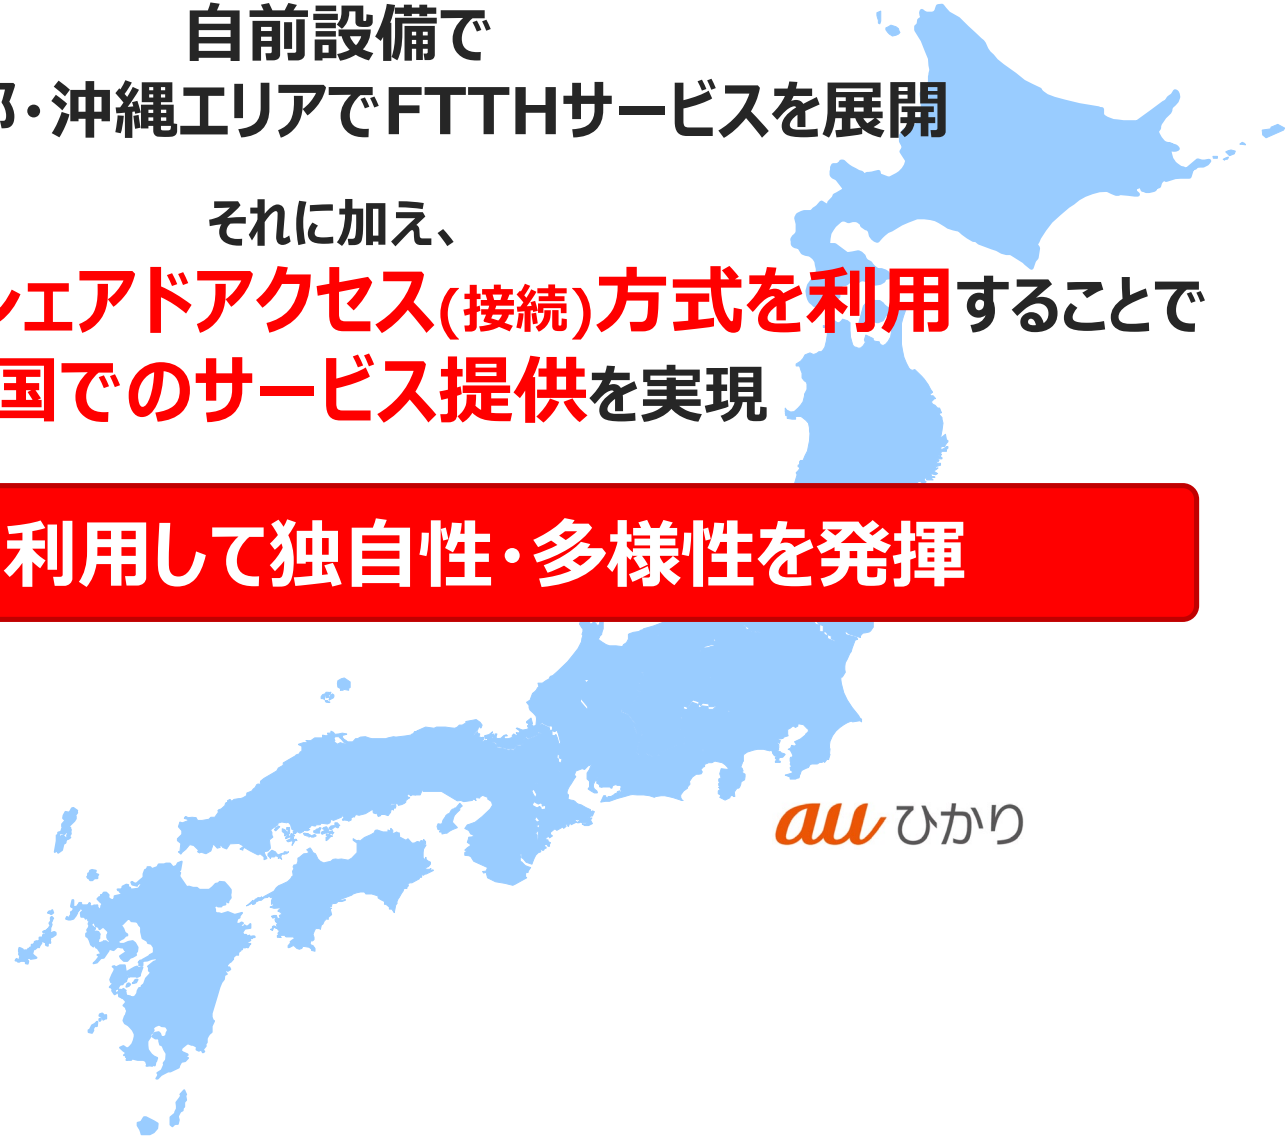 自前設備で
部・沖縄エリアでFTTHサービスを展開
それに加え、
シェアドアクセス(接続)方式を利用することで
国でのサービス提供を実現
利用して独自性・多様性を発揮
au ひかり